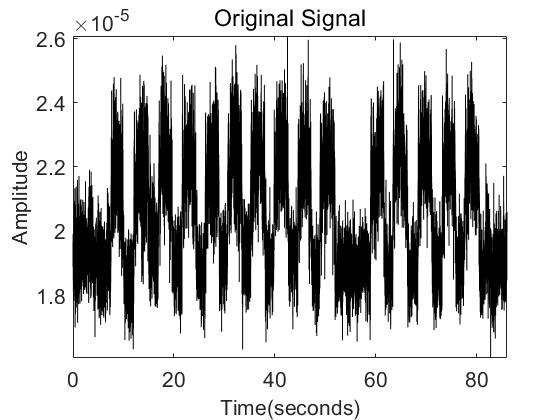 Original Signal
×10⁻⁵
2.6
2.4
2.2
2
1.8
Amplitude
0 20 40 60 80
Time(seconds)